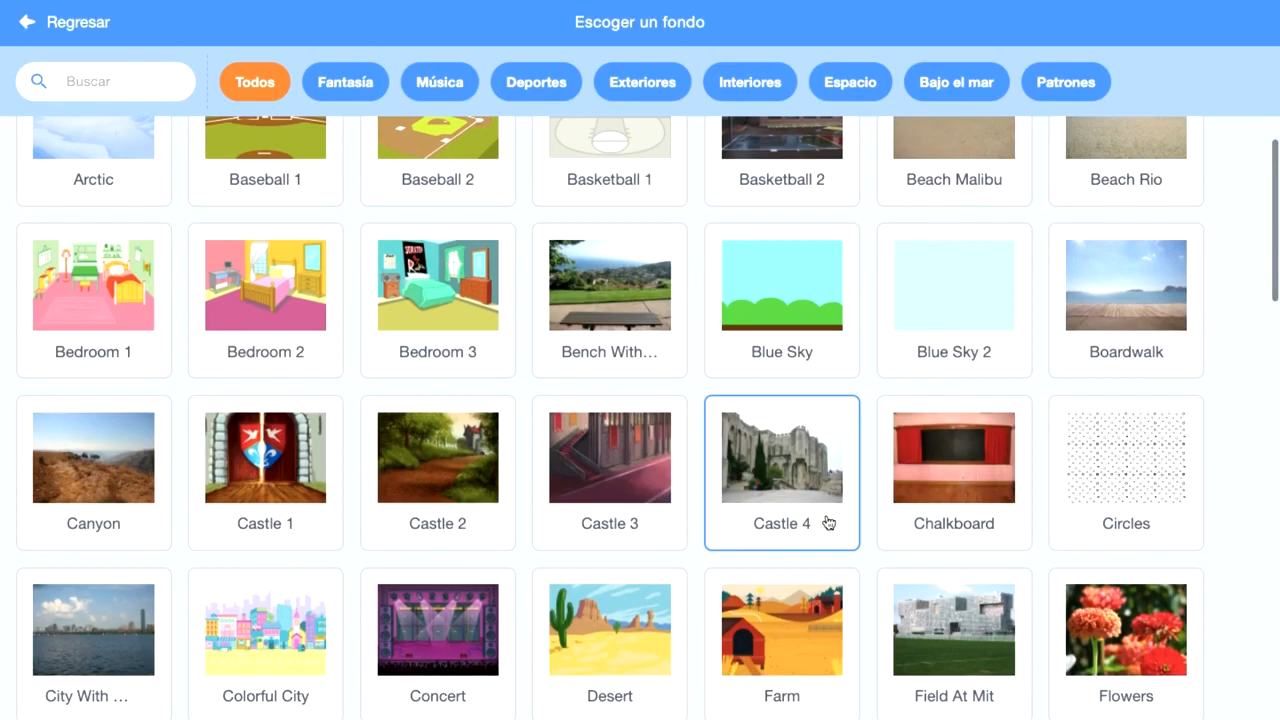 Regresar
Escoger un fondo
Buscar
Todos
Fantasía
Música
Deportes
Exteriores
Interiores
Espacio
Bajo el mar
Patrones
Arctic
Baseball 1
Baseball 2
Basketball 1
Basketball 2
Beach Malibu
Beach Rio
Bedroom 1
Bedroom 2
Bedroom 3
Bench With...
Blue Sky
Blue Sky 2
Boardwalk
Canyon
Castle 1
Castle 2
Castle 3
Castle 4
Chalkboard
Circles
City With ...
Colorful City
Concert
Desert
Farm
Field At Mit
Flowers